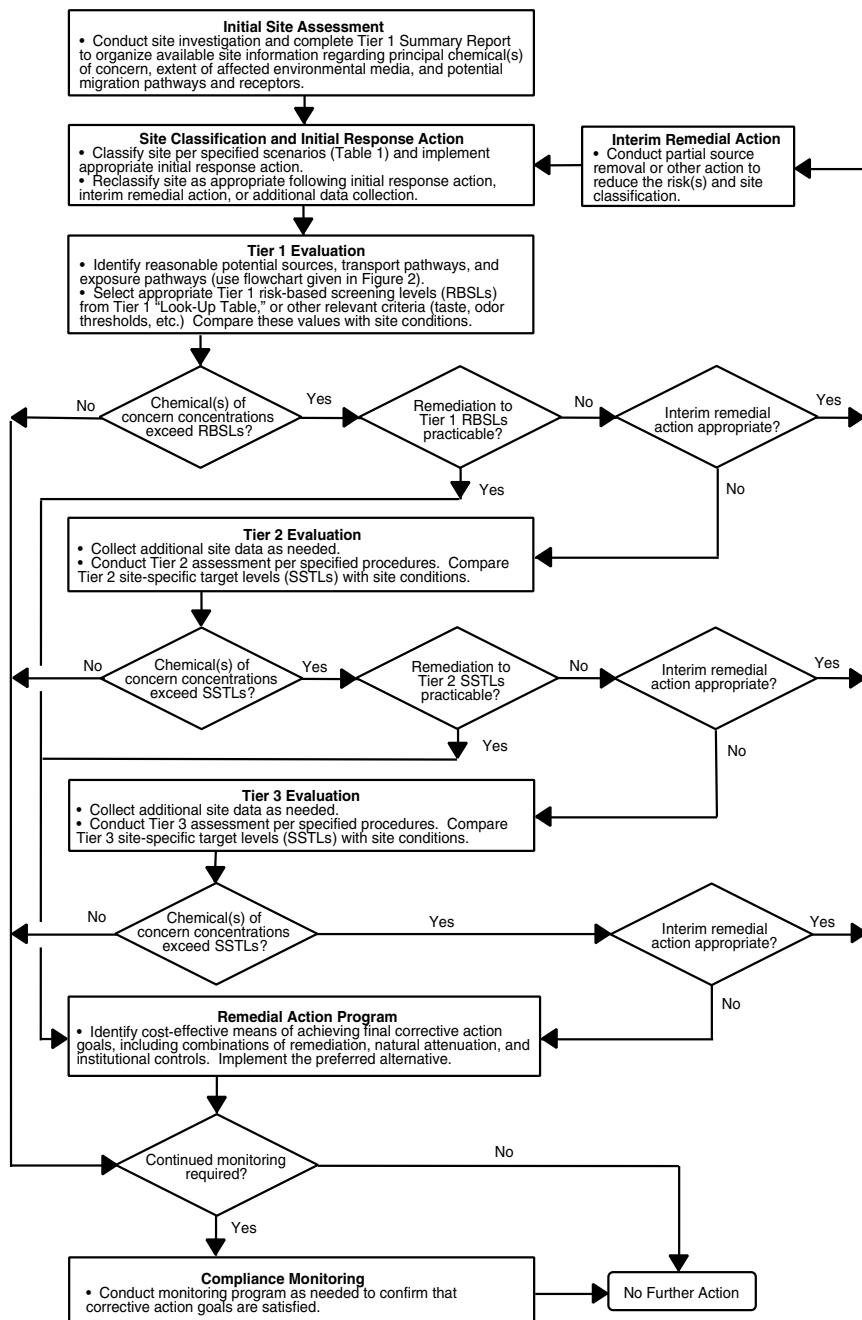 Initial Site Assessment
• Conduct site investigation and complete Tier 1 Summary Report
to organize available site information regarding principal chemical(s)
of concern, extent of affected environmental media, and potential
migration pathways and receptors.
Site Classification and Initial Response Action
• Classify site per specified scenarios (Table 1) and implement
appropriate initial response action.
• Reclassify site as appropriate following initial response action,
interim remedial action, or additional data collection.
Interim Remedial Action
• Conduct partial source
removal or other action to
reduce the risk(s) and site
classification.
Tier 1 Evaluation
• Identify reasonable potential sources, transport pathways, and
exposure pathways (use flowchart given in Figure 2).
• Select appropriate Tier 1 risk-based screening levels (RBSLs)
from Tier 1 “Look-Up Table,” or other relevant criteria (taste, odor
thresholds, etc.) Compare these values with site conditions.
No
Chemical(s) of
concern concentrations
exceed RBSLs?
Yes
Remediation to
Tier 1 RBSLs
practicable?
No
Interim remedial
action appropriate?
Yes
Yes
No
Tier 2 Evaluation
• Collect additional site data as needed.
• Conduct Tier 2 assessment per specified procedures. Compare
Tier 2 site-specific target levels (SSTLs) with site conditions.
No
Chemical(s) of
concern concentrations
exceed SSTLs?
Yes
Remediation to
Tier 2 SSTLs
practicable?
No
Interim remedial
action appropriate?
Yes
Yes
No
Tier 3 Evaluation
• Collect additional site data as needed.
• Conduct Tier 3 assessment per specified procedures. Compare
Tier 3 site-specific target levels (SSTLs) with site conditions.
No
Chemical(s) of
concern concentrations
exceed SSTLs?
Yes
Interim remedial
action appropriate?
Yes
No
Remedial Action Program
• Identify cost-effective means of achieving final corrective action
goals, including combinations of remediation, natural attenuation, and
institutional controls. Implement the preferred alternative.
Continued monitoring
required?
No
Yes
Compliance Monitoring
• Conduct monitoring program as needed to confirm that
corrective action goals are satisfied.
No Further Action